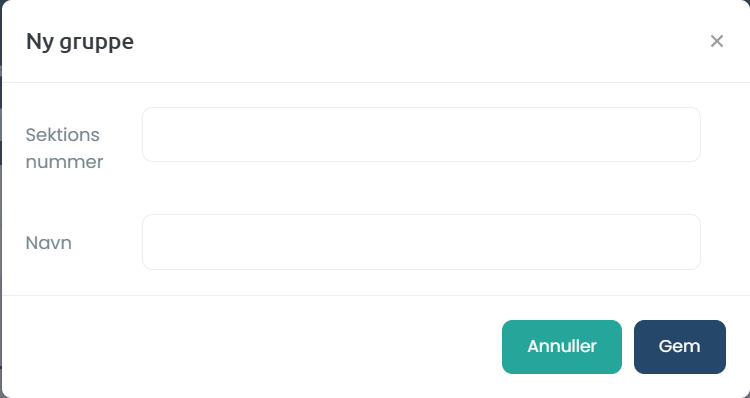 Ny gruppe
×
Sektions
nummer
Navn
Annuller
Gem